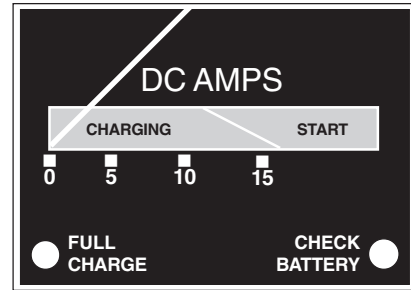 DC AMPS
CHARGING START
0 5 10 15
FULL CHARGE
CHECK BATTERY